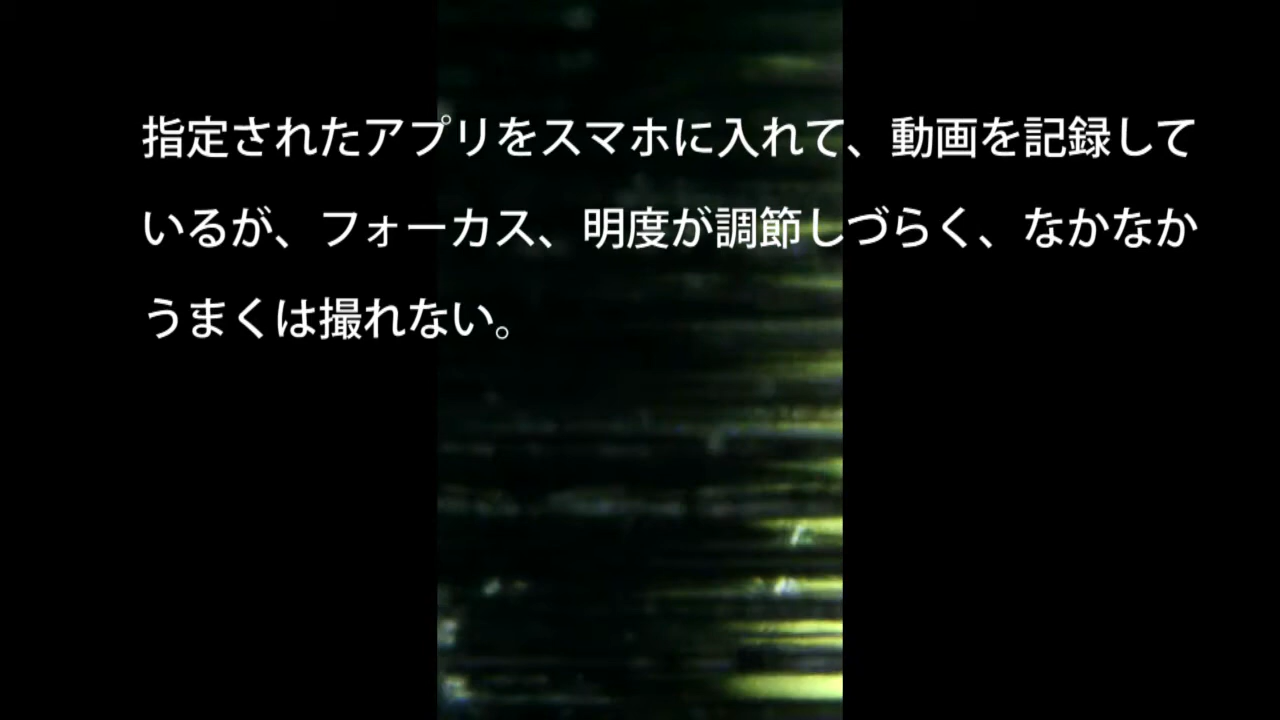 指定されたアプリをスマホに入れて、動画を記録して
いるが、フォーカス、明度が調節しづらく、なかなか
うまくは撮れない。